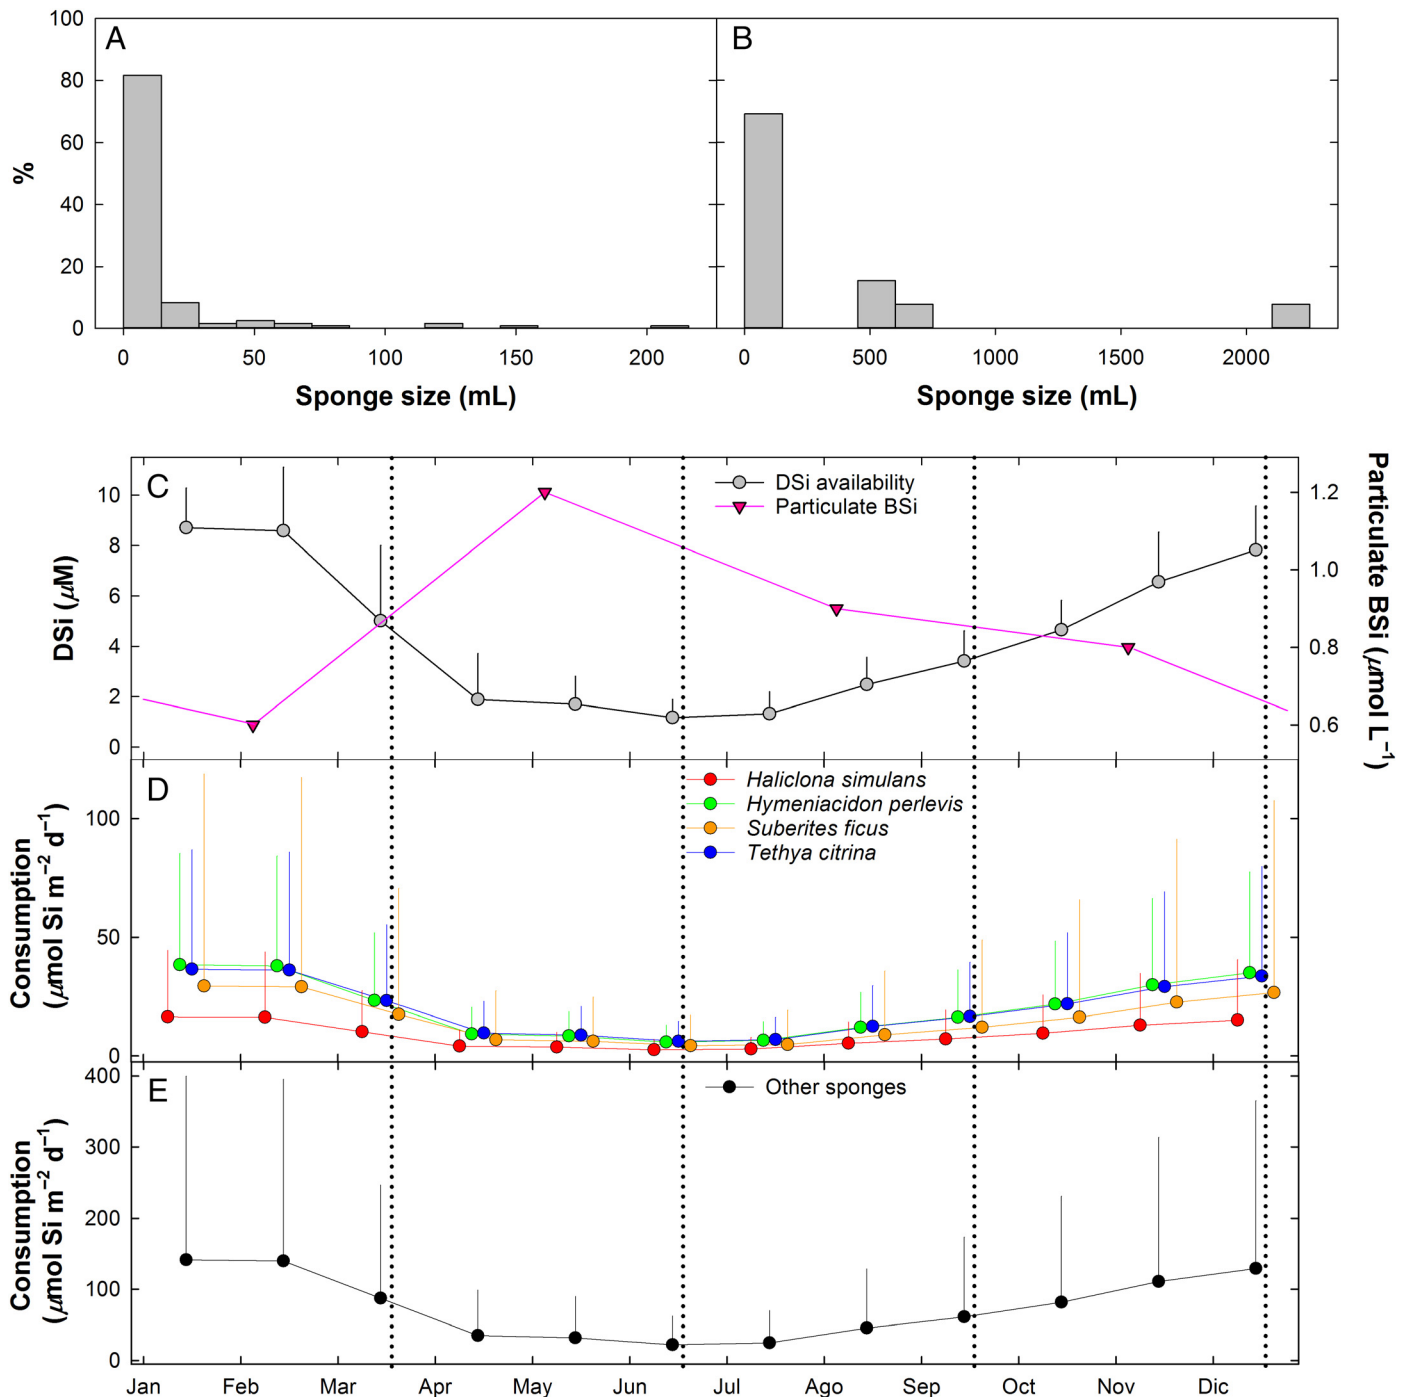 A
B
100
80
60
40
20
0
%
0 50 100 150 200
0 500 1000 1500 2000
Sponge size (mL)
Sponge size (mL)
C
DSi availability
Particulate BSi
10
8
6
4
2
0
DSi (μM)
1.2
1.0
0.8
0.6
Particulate BSi (μmol L⁻¹)
D
Haliclona simulans
Hymeniacidon perlevis
Suberites ficus
Tethya citrina
100
50
0
Consumption
(μmol Si m⁻² d⁻¹)
E
Other sponges
400
300
200
100
0
Consumption
(μmol Si m⁻² d⁻¹)
Jan Feb Mar Apr May Jun Jul Ago Sep Oct Nov Dic